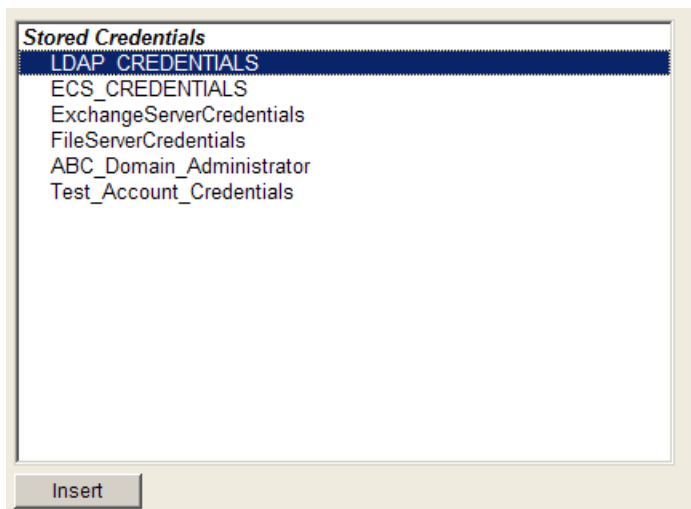 Stored Credentials
LDAP_CREDENTIALS
ECS_CREDENTIALS
ExchangeServerCredentials
FileServerCredentials
ABC_Domain_Administrator
Test_Account_Credentials
Insert